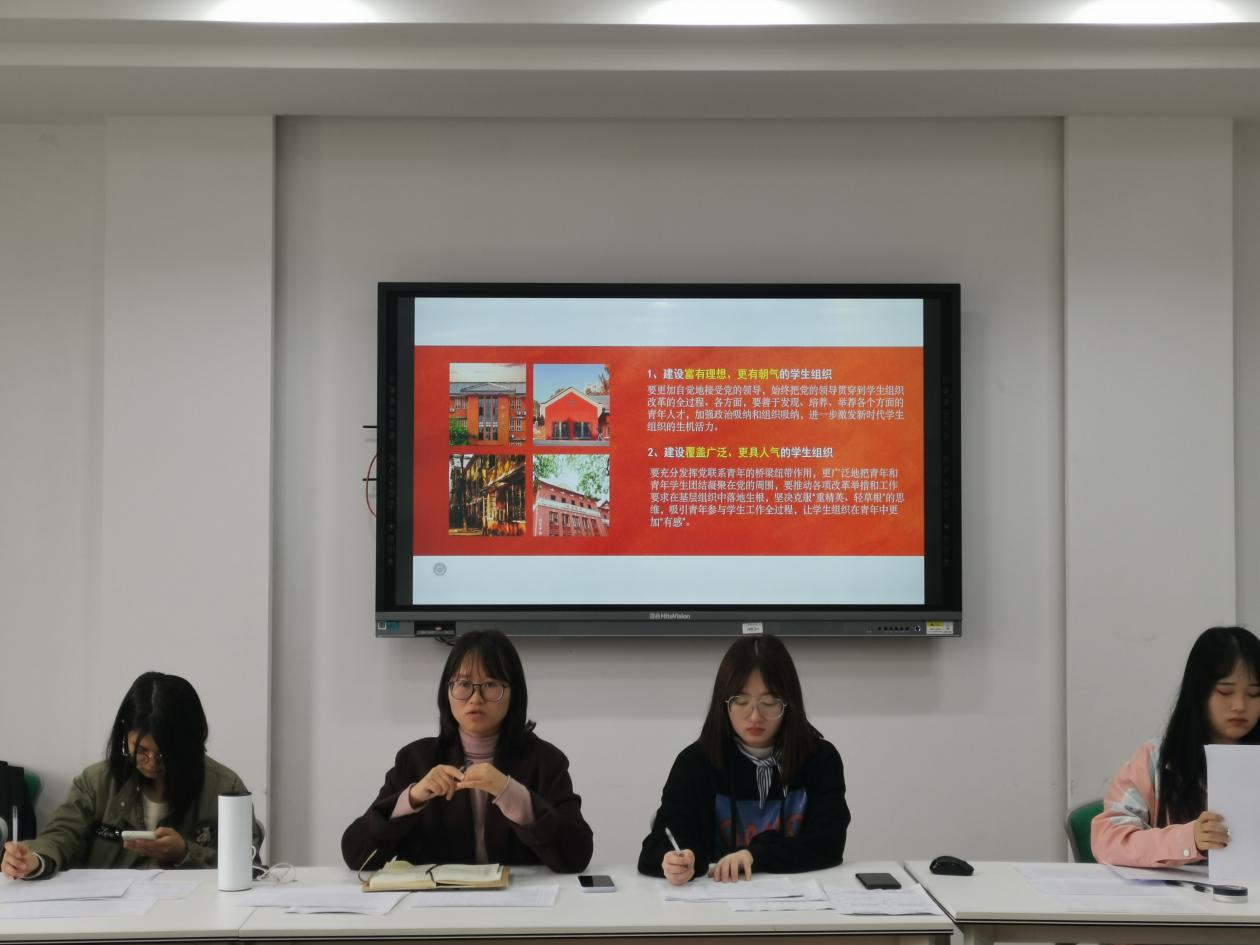 1、建设富有理想、更有朝气的学生组织
要更加自觉地接受党的领导，始终把党的领导贯穿到学生组织
改革的全过程、各方面，要善于发现、培养、举荐各个方面的
青年人才，加强政治吸纳和组织吸纳，进一步激发新时代学生
组织的生机活力。
2、建设覆盖广泛、更具人气的学生组织
要充分发挥党联系青年的桥梁纽带作用，更广泛地把青年和
青年学生团结凝聚在党的周围，要推动各项改革举措和工作
要求在基层组织中落地生根，坚决克服“重精英、轻草根”的思
维，吸引青年参与学生工作全过程，让学生组织在青年中更
加“有感”。
HiteVision